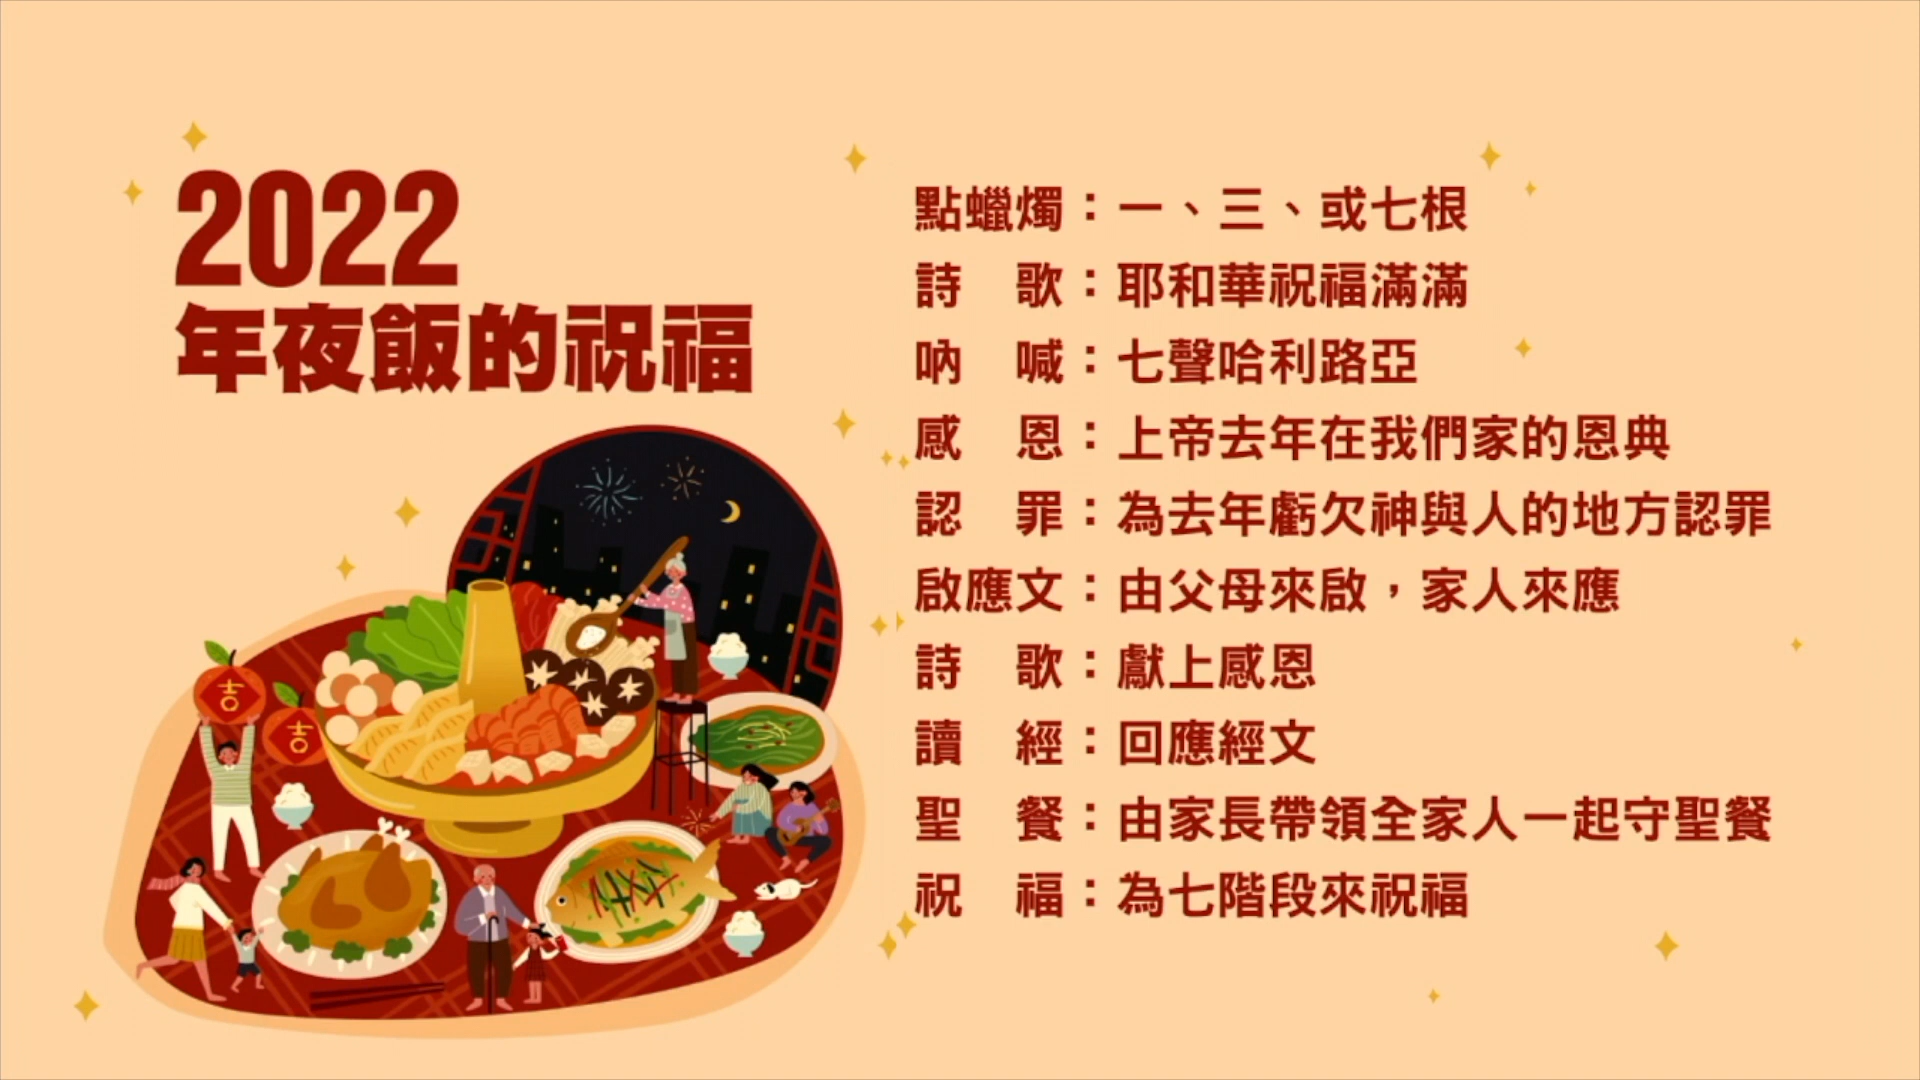 2022
年夜飯的祝福
點蠟燭：一、三、或七根
詩　歌：耶和華祝福滿滿
吶　喊：七聲哈利路亞
感　恩：上帝去年在我們家的恩典
認　罪：為去年虧欠神與人的地方認罪
啟應文：由父母來啟，家人來應
詩　歌：獻上感恩
讀　經：回應經文
聖　餐：由家長帶領全家人一起守聖餐
祝　福：為七階段來祝福
吉
吉